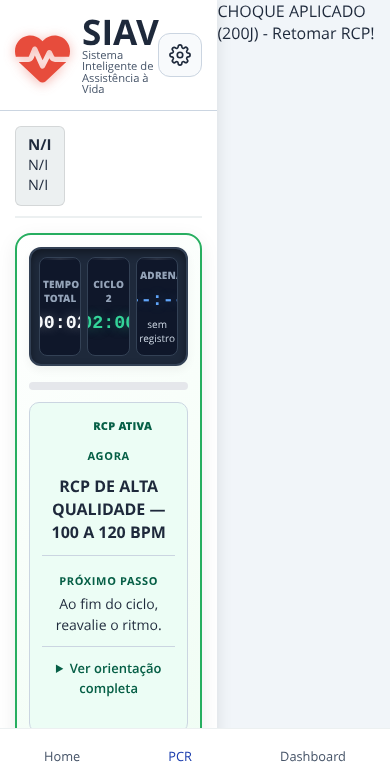 SIAV
Sistema
Inteligente de
Assistência à
Vida
CHOQUE APLICADO
(200J) - Retomar RCP!
N/I
N/I
N/I
TEMPO
TOTAL
CICLO
2
sem
registro
RCP ATIVA
AGORA
RCP DE ALTA
QUALIDADE —
100 A 120 BPM
PRÓXIMO PASSO
Ao fim do ciclo,
reavalie o ritmo.
▶ Ver orientação
completa
Home
PCR
Dashboard